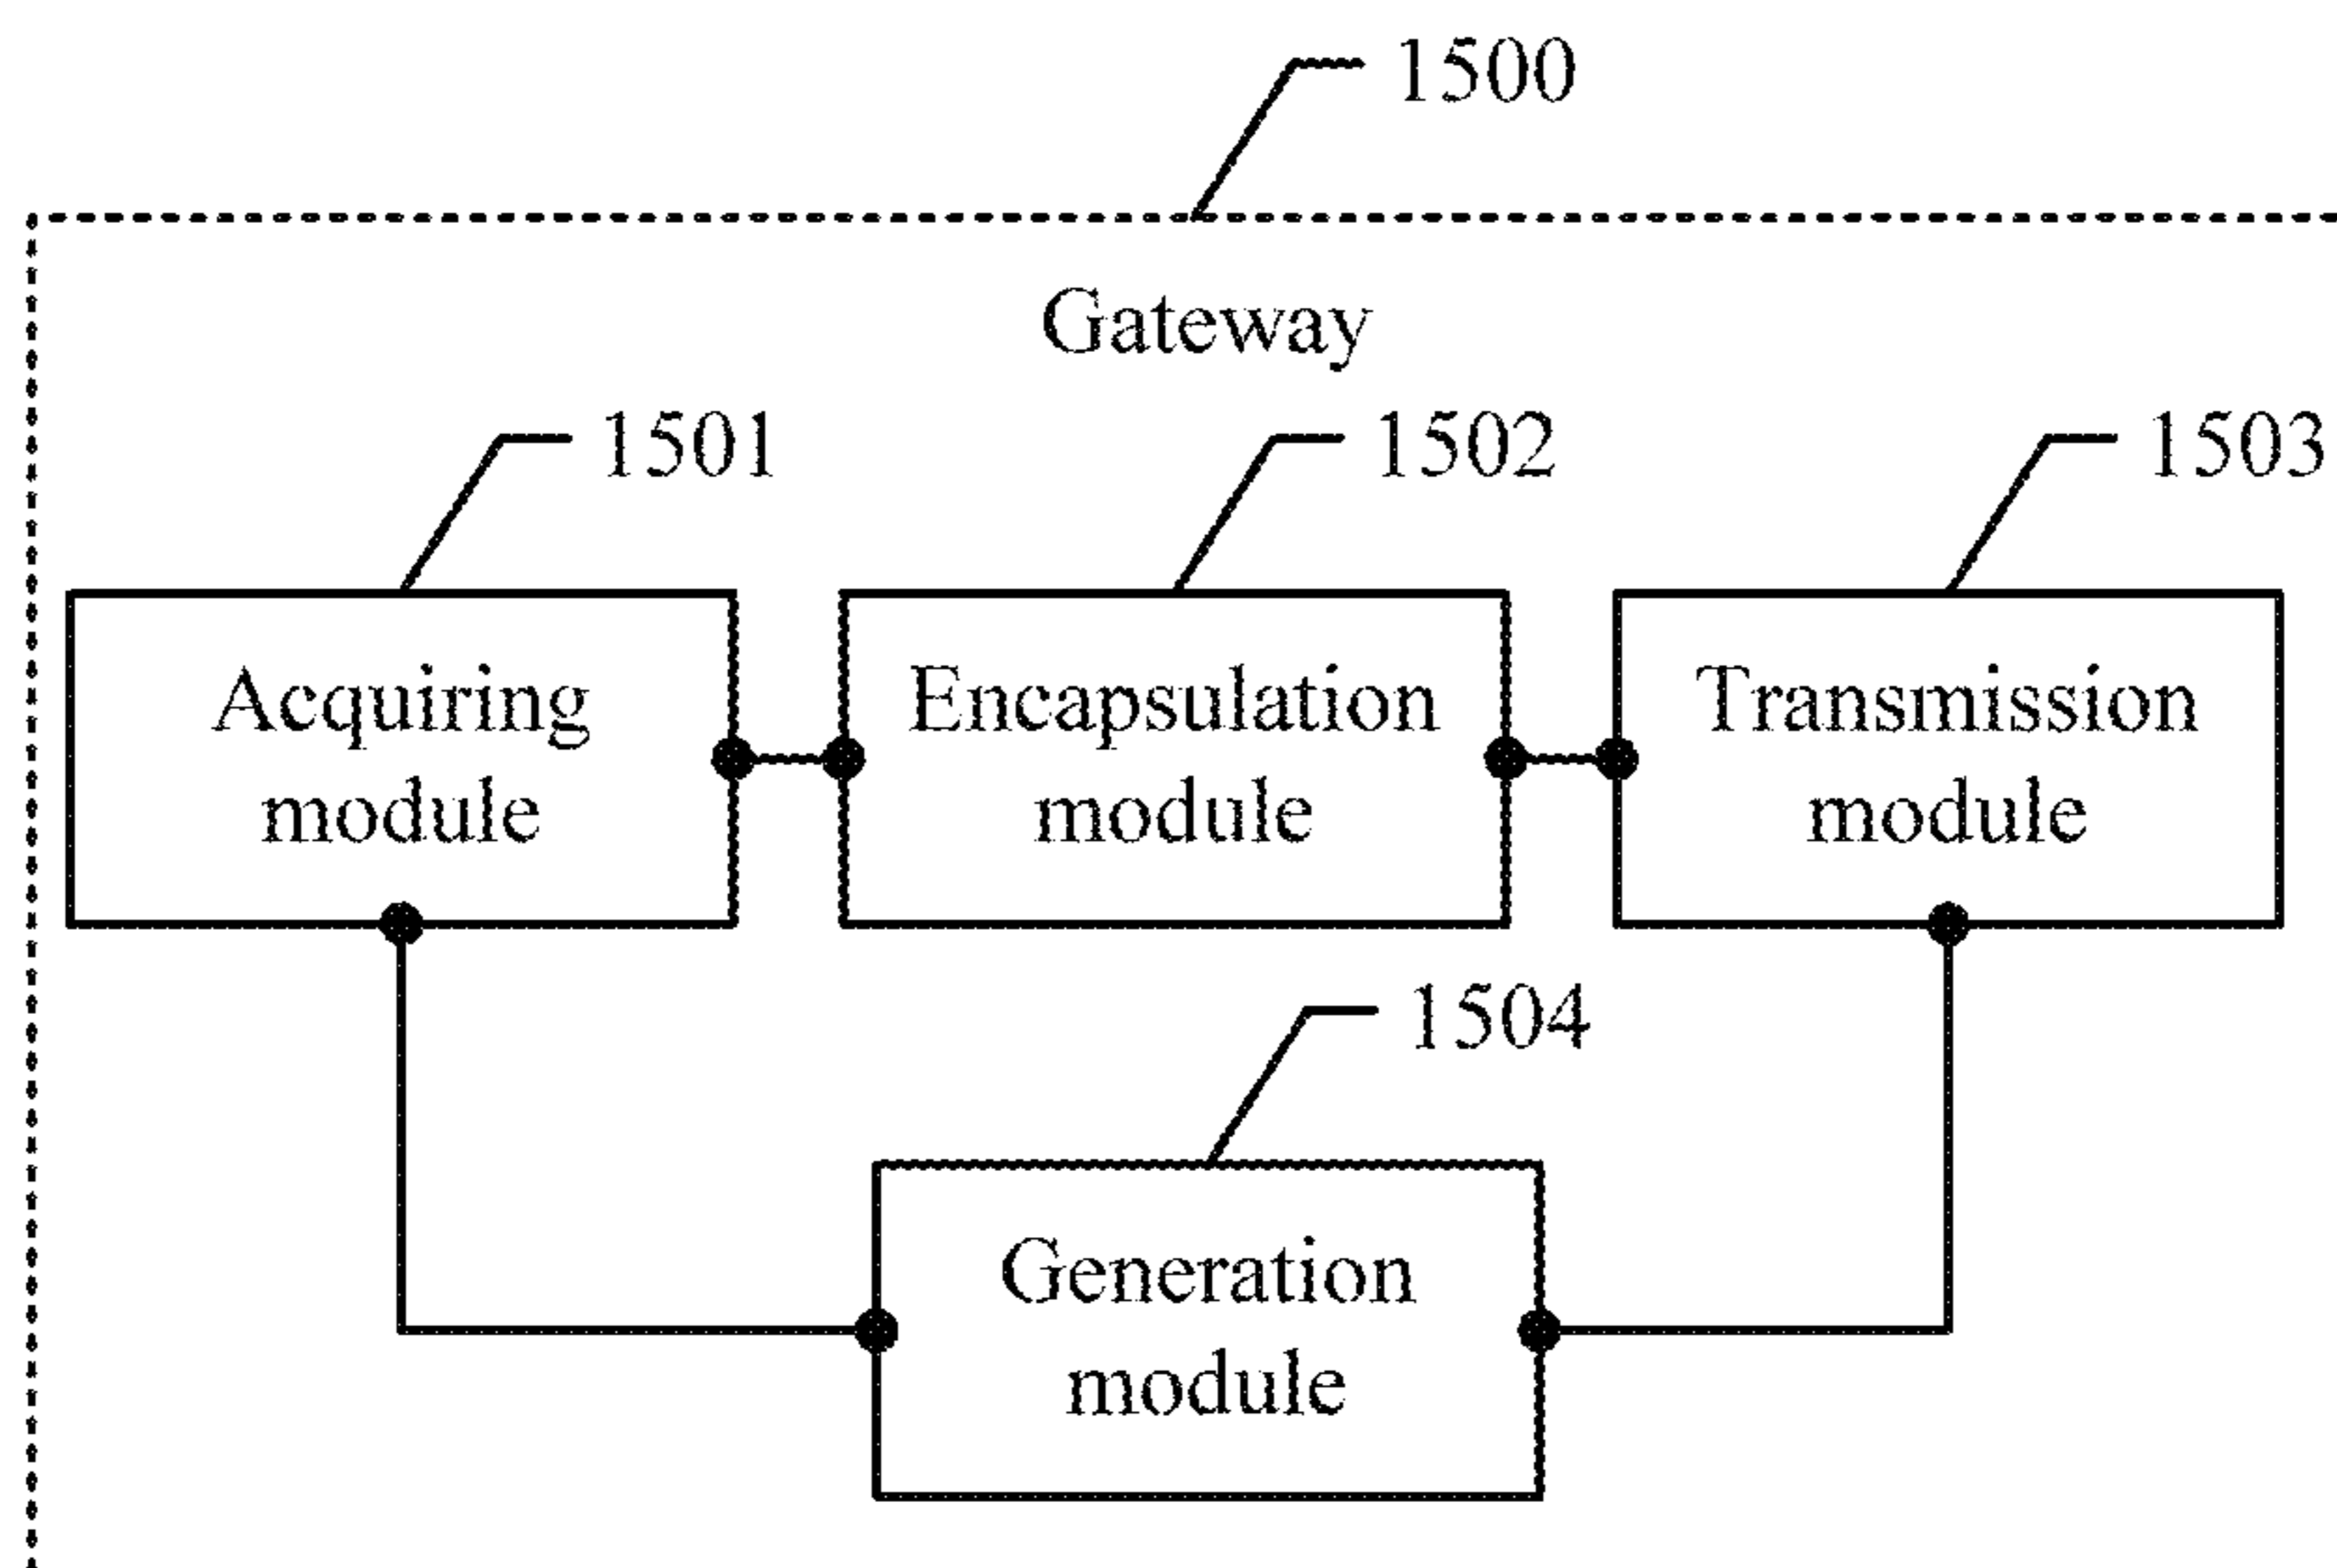 1500
Gateway
1501
1502
1503
Acquiring
module
Encapsulation
module
Transmission
module
1504
Generation
module